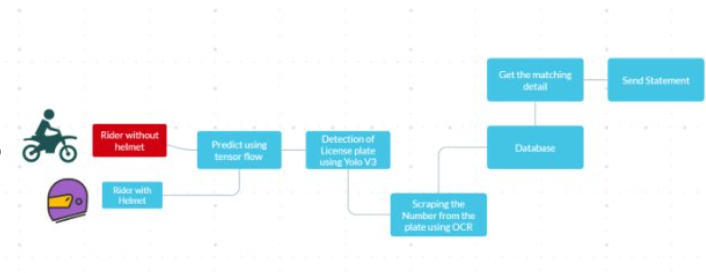 Rider without
helmet
Rider with
Helmet
Predict using
tensor flow
Detection of
License plate
using Yolo V3
Scraping the
Number from the
plate using OCR
Database
Get the matching
detail
Send Statement